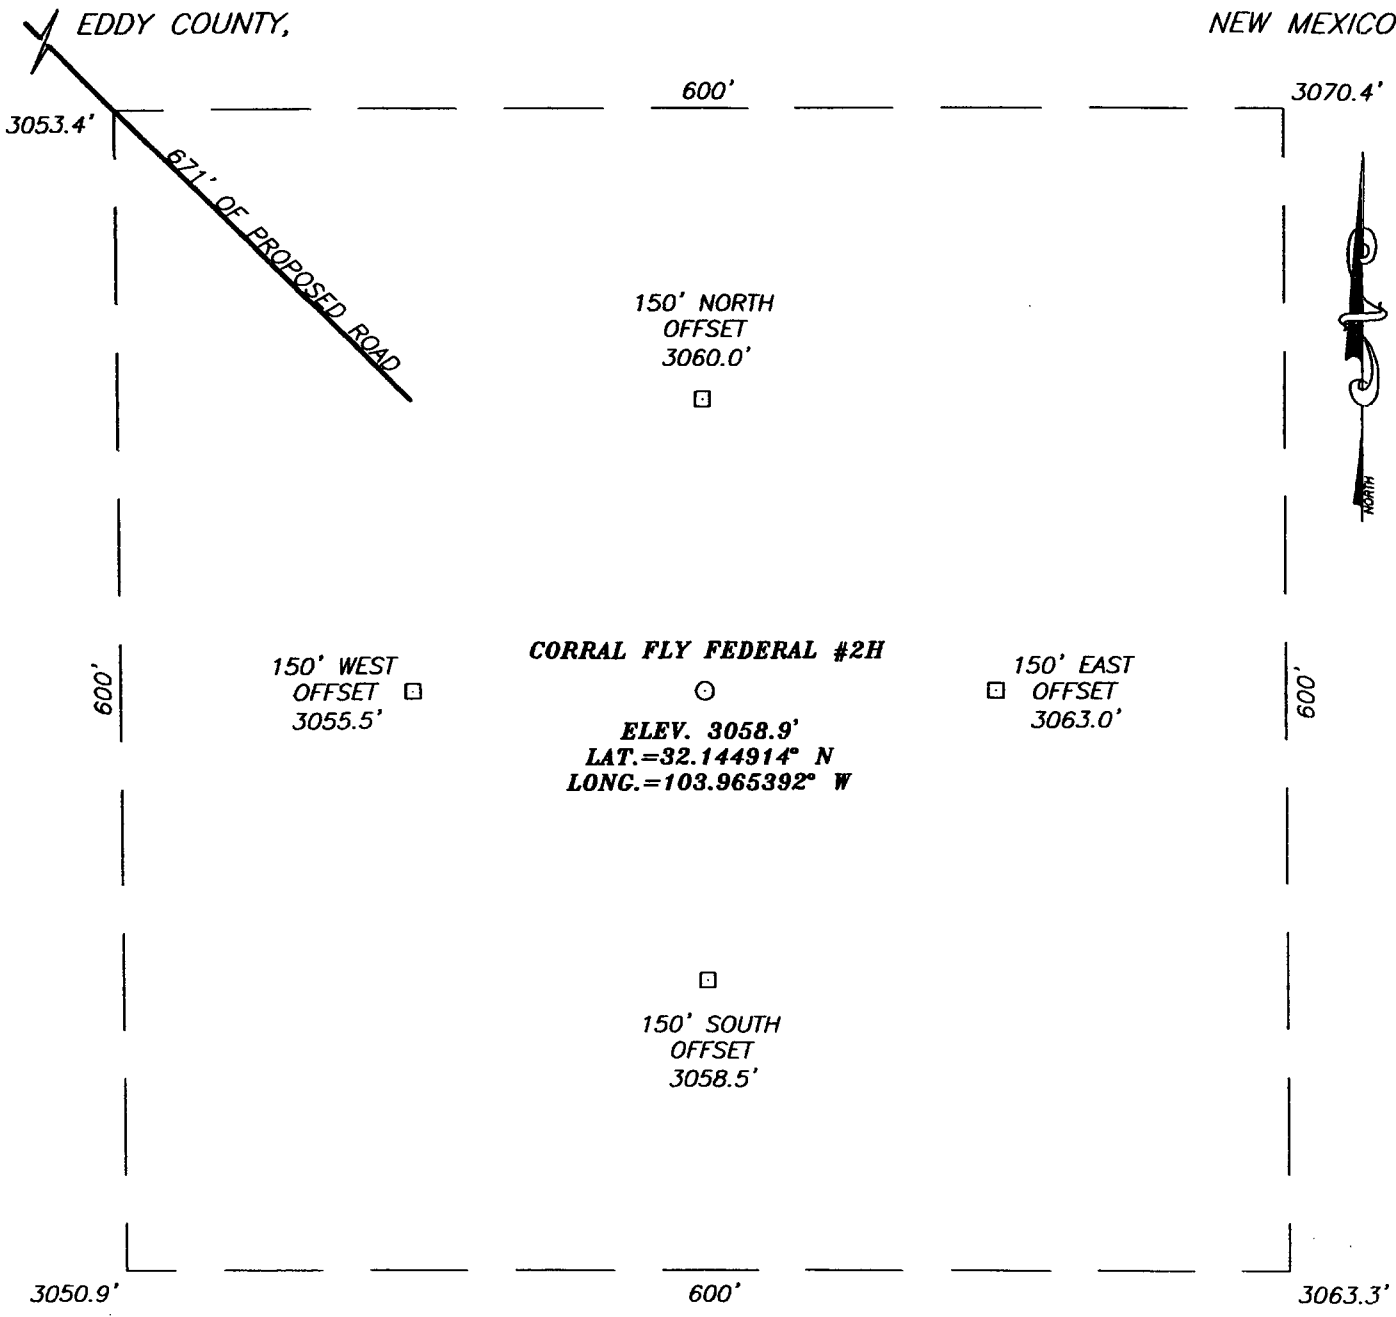 EDDY COUNTY,
NEW MEXICO
600'
3070.4'
3053.4'
671' OF PROPOSED ROAD
150' NORTH
OFFSET
3060.0'
NORTH
600'
150' WEST
OFFSET
3055.5'
CORRAL FLY FEDERAL #2H
ELEV. 3058.9'
LAT.=32.144914° N
LONG.=103.965392° W
150' EAST
OFFSET
3063.0'
600'
150' SOUTH
OFFSET
3058.5'
3050.9'
600'
3063.3'